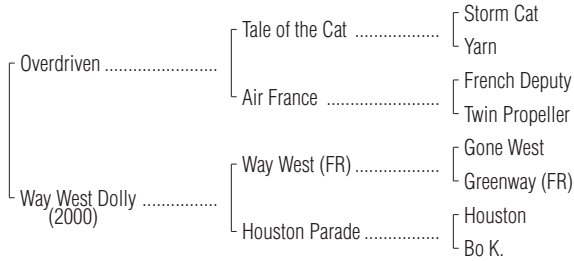 Storm Cat
Tale of the Cat ..................
Yarn
Overdriven ........................
French Deputy
Air France ........................
Twin Propeller
Gone West
Way West (FR) ..................
Greenway (FR)
Way West Dolly ................
(2000)
Houston
Houston Parade ................
Bo K.